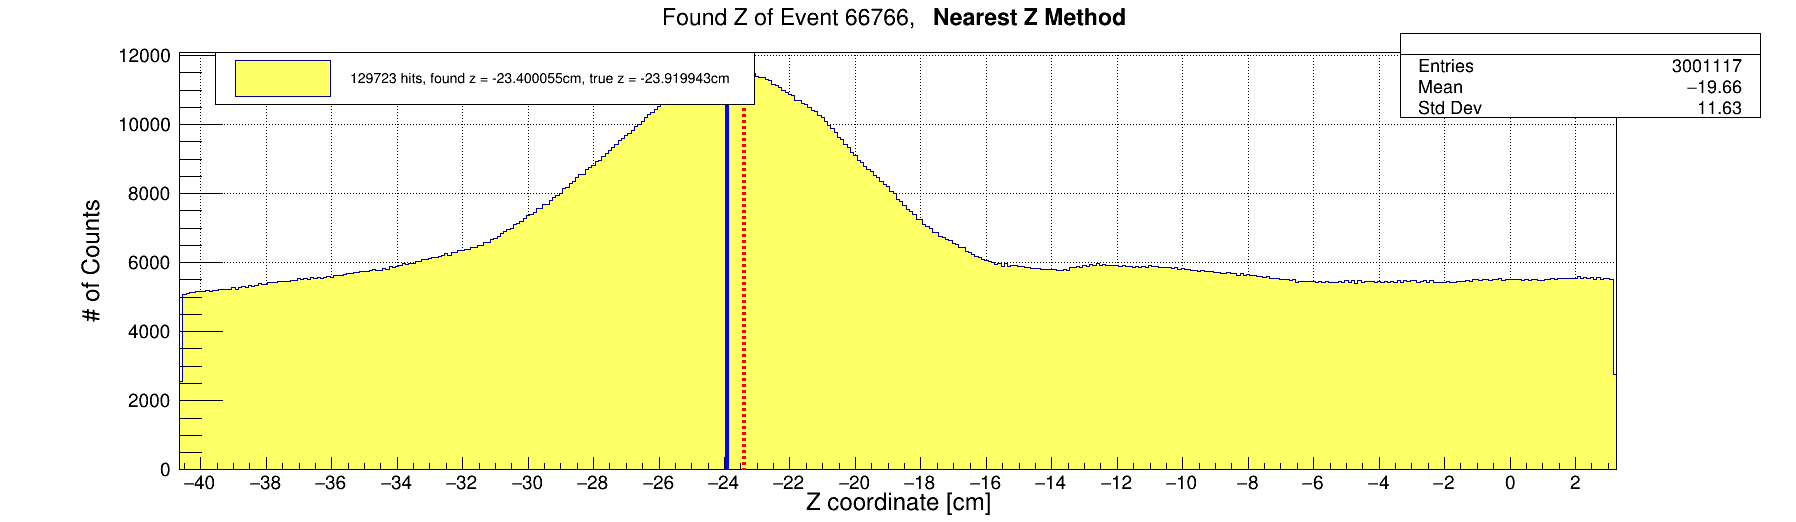 Found Z of Event 66766, Nearest Z Method
129723 hits, found z = -23.400055cm, true z = -23.919943cm
Entries 3001117
Mean −19.66
Std Dev 11.63
# of Counts
12000
10000
8000
6000
4000
2000
0
−40 −38 −36 −34 −32 −30 −28 −26 −24 −22 −20 −18 −16 −14 −12 −10 −8 −6 −4 −2 0 2
Z coordinate [cm]